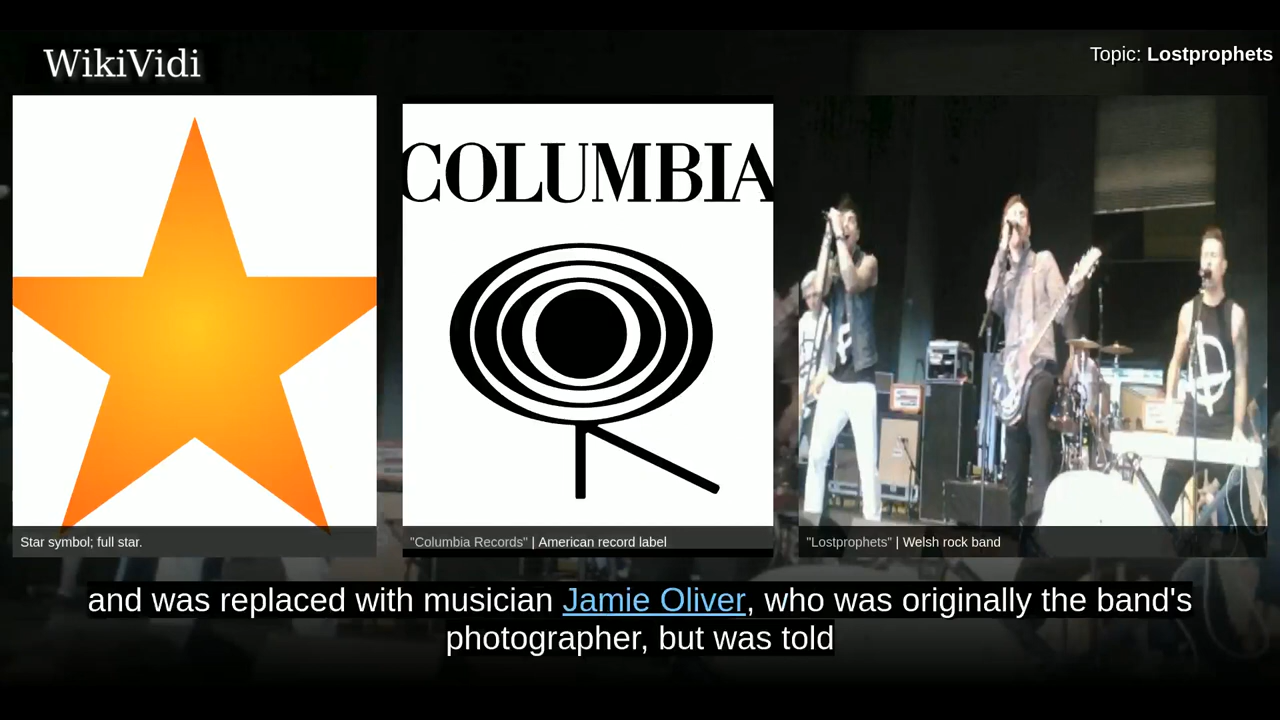 WikiVidi
Topic: Lostprophets
COLUMBIA
Star symbol; full star.
"Columbia Records" | American record label
"Lostprophets" | Welsh rock band
and was replaced with musician Jamie Oliver, who was originally the band's
photographer, but was told